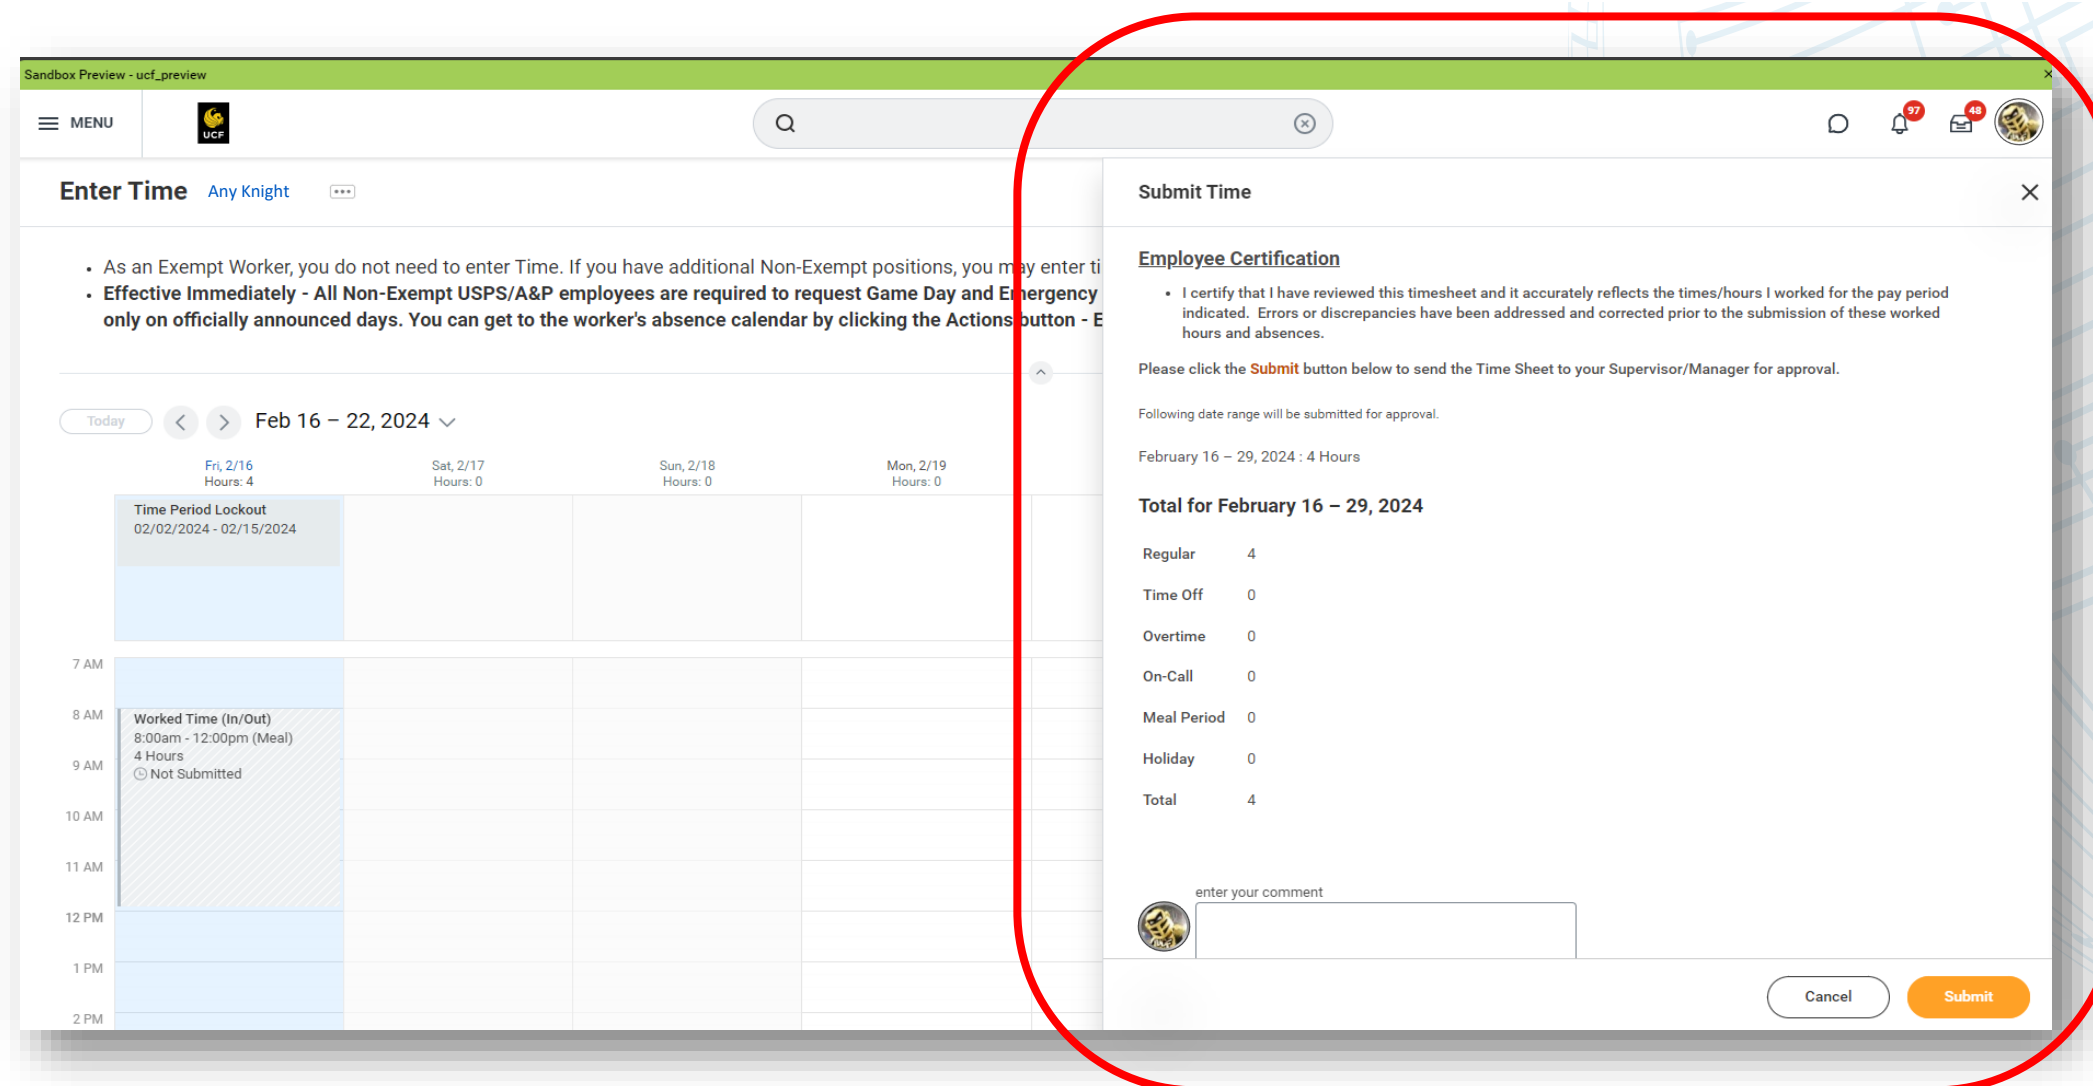 Sandbox Preview - ucf_preview
MENU
UCF
97
48
Enter Time Any Knight
• As an Exempt Worker, you do not need to enter Time. If you have additional Non-Exempt positions, you may enter ti
• Effective Immediately - All Non-Exempt USPS/A&P employees are required to request Game Day and Emergency
only on officially announced days. You can get to the worker's absence calendar by clicking the Actions button - E
Today
Feb 16 – 22, 2024
Fri, 2/16
Hours: 4
Sat, 2/17
Hours: 0
Sun, 2/18
Hours: 0
Mon, 2/19
Hours: 0
Time Period Lockout
02/02/2024 - 02/15/2024
7 AM
8 AM
Worked Time (In/Out)
8:00am - 12:00pm (Meal)
4 Hours
Not Submitted
9 AM
10 AM
11 AM
12 PM
1 PM
2 PM
Submit Time
Employee Certification
• I certify that I have reviewed this timesheet and it accurately reflects the times/hours I worked for the pay period
indicated. Errors or discrepancies have been addressed and corrected prior to the submission of these worked
hours and absences.
Please click the Submit button below to send the Time Sheet to your Supervisor/Manager for approval.
Following date range will be submitted for approval.
February 16 – 29, 2024 : 4 Hours
Total for February 16 – 29, 2024
Regular 4
Time Off 0
Overtime 0
On-Call 0
Meal Period 0
Holiday 0
Total 4
enter your comment
Cancel
Submit